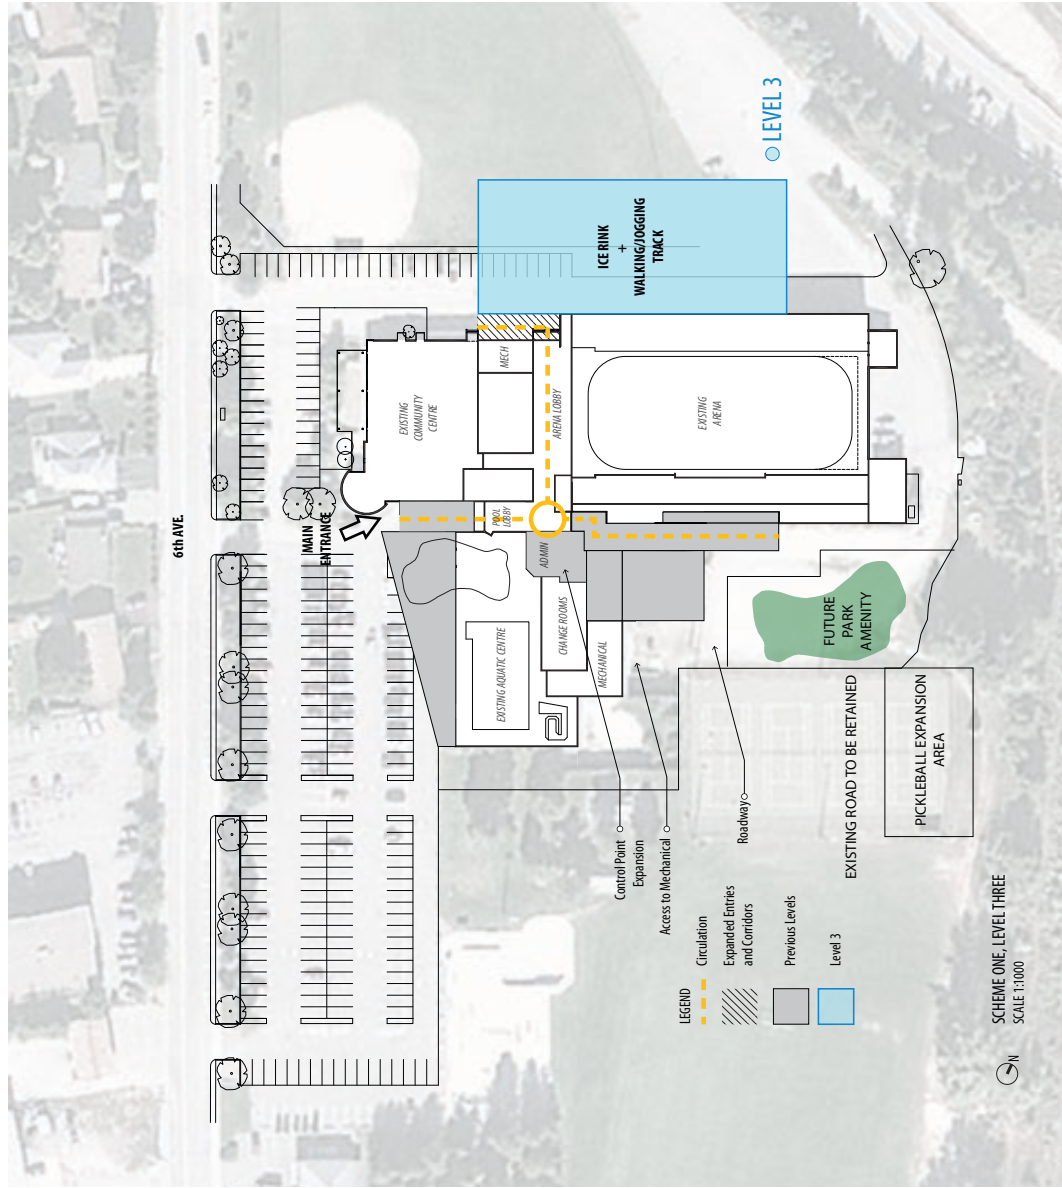 6th AVE.
MAIN
ENTRANCE
EXISTING
COMMUNITY
CENTRE
MECH
ARENA LOBBY
POOL
LOBBY
ADMIN
CHANGE ROOMS
MECHANICAL
EXISTING AQUATIC CENTRE
EXISTING
ARENA
ICE RINK
+
WALKING/JOGGING
TRACK
LEVEL 3
FUTURE
PARK
AMENITY
EXISTING ROAD TO BE RETAINED
PICKLEBALL EXPANSION
AREA
Control Point
Expansion
Access to Mechanical
Roadway
LEGEND
Circulation
Expanded Entries
and Corridors
Previous Levels
Level 3
SCHEME ONE, LEVEL THREE
SCALE 1:1000
N